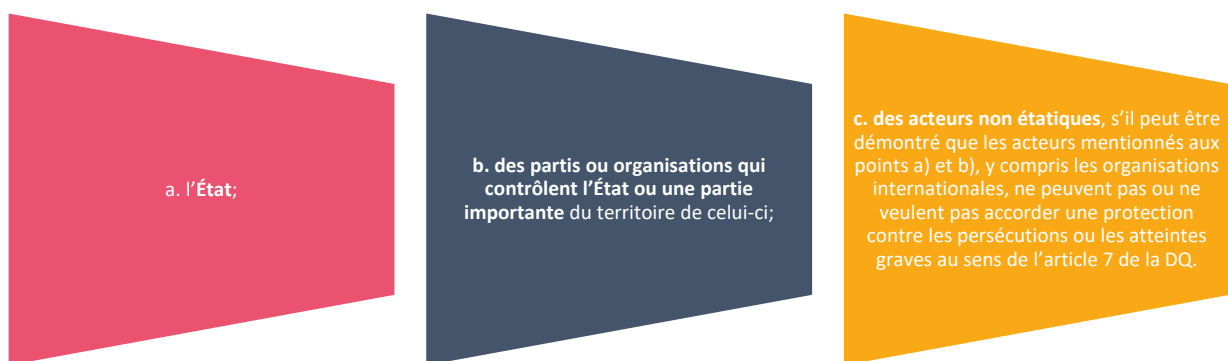 a. l’État;
b. des partis ou organisations qui
contrôlent l’État ou une partie
importante du territoire de celui-ci;
c. des acteurs non étatiques, s’il peut être
démontré que les acteurs mentionnés aux
points a) et b), y compris les organisations
internationales, ne peuvent pas ou ne
veulent pas accorder une protection
contre les persécutions ou les atteintes
graves au sens de l’article 7 de la DQ.